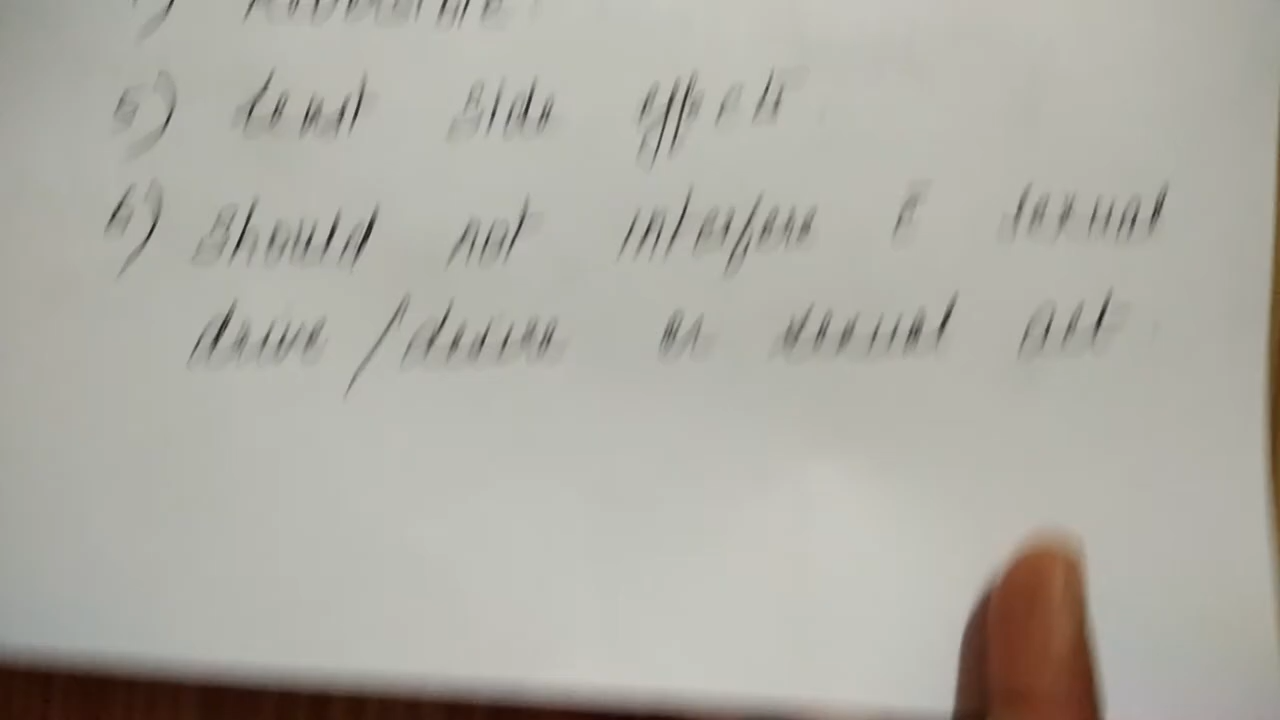 5) Least side effects
6) Should not interfere c̄ sexual
drive / desire or sexual act.